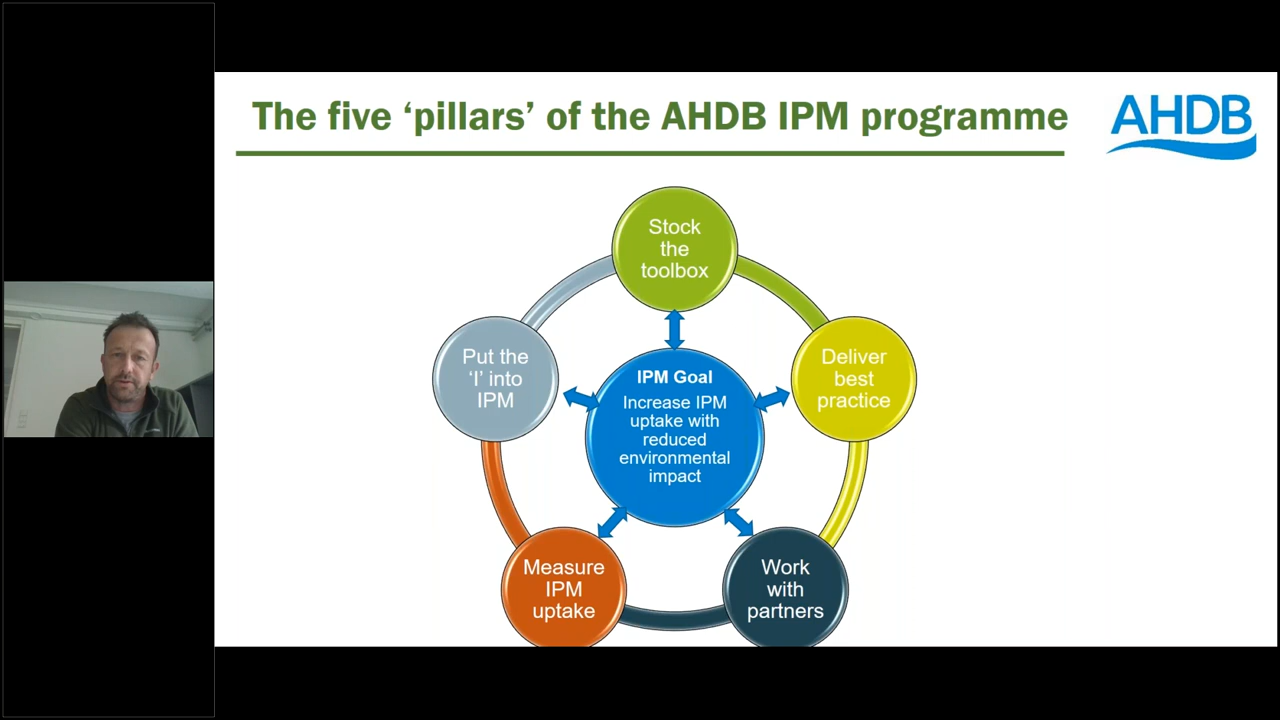 The five ‘pillars’ of the AHDB IPM programme
AHDB
Stock
the
toolbox
Put the
‘I’ into
IPM
IPM Goal
Increase IPM
uptake with
reduced
environmental
impact
Deliver
best
practice
Measure
IPM
uptake
Work
with
partners